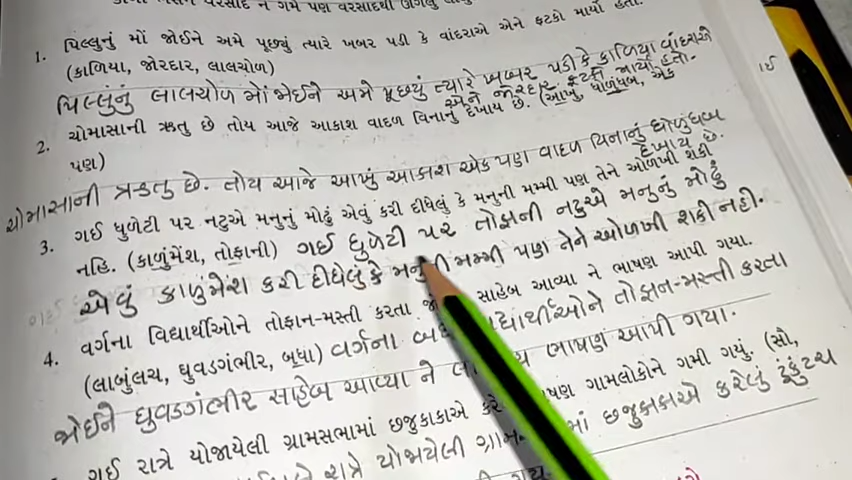 પણ વરસાદથી
1. પિલ્લુનું મોં જોઈને અમે પૂછ્યું ત્યારે ખબર પડી કે વાંદરાએ એને ફટકો માર્યો હતો.
(કાળિયા, જોરદાર, લાલચોળ)
પિલ્લુંનું લાલચોળ મોં જોઈને અમે પૂછયું ત્યારે ખબર પડી કે કાળિયા વાંદરાએ
એને જોરદાર ફટકો માર્યો હતો.
2. ચોમાસાની ઋતુ છે તોય આજે આકાશ વાદળ વિનાનું દેખાય છે. (આખું, ધોળુંધબ, એક
પણ)
ચોમાસાની ઋતુ છે. તોય આજે આખું આકાશ એક પણ વાદળ વિનાનું ધોળુંધબ
દેખાય છે.
3. ગઈ ધુળેટી પર નટુએ મનુનું મોઢું એવું કરી દીધેલું કે મનુની મમ્મી પણ તેને ઓળખી શકી
નહિ. (કાળુંમેંશ, તોફાની) ગઈ ધુળેટી પર તોફાની નટુએ મનુનું મોઢું
એવું કાળુંમેશ કરી દીધેલું કે મનુની મમ્મી પણ તેને ઓળખી શકી નહી.
4. વર્ગના વિદ્યાર્થીઓને તોફાન-મસ્તી કરતા સાહેબ આવ્યા ને ભાષણ આપી ગયા.
(લાબુંલચ, ઘુવડગંભીર, બધા) વર્ગના તોફાન-મસ્તી કરતા
જોઈને ઘુવડગંભીર સાહેબ આવ્યા ને ભાષણ આપી ગયા.
ગઈ રાત્રે યોજાયેલી ગ્રામસભામાં છજુકાકાએ ભાષણ ગામલોકોને ગમી ગયું. (સૌ,
રાત્રે યોજાયેલી છજુકાકાએ કરેલું ટૂંકુંટચ